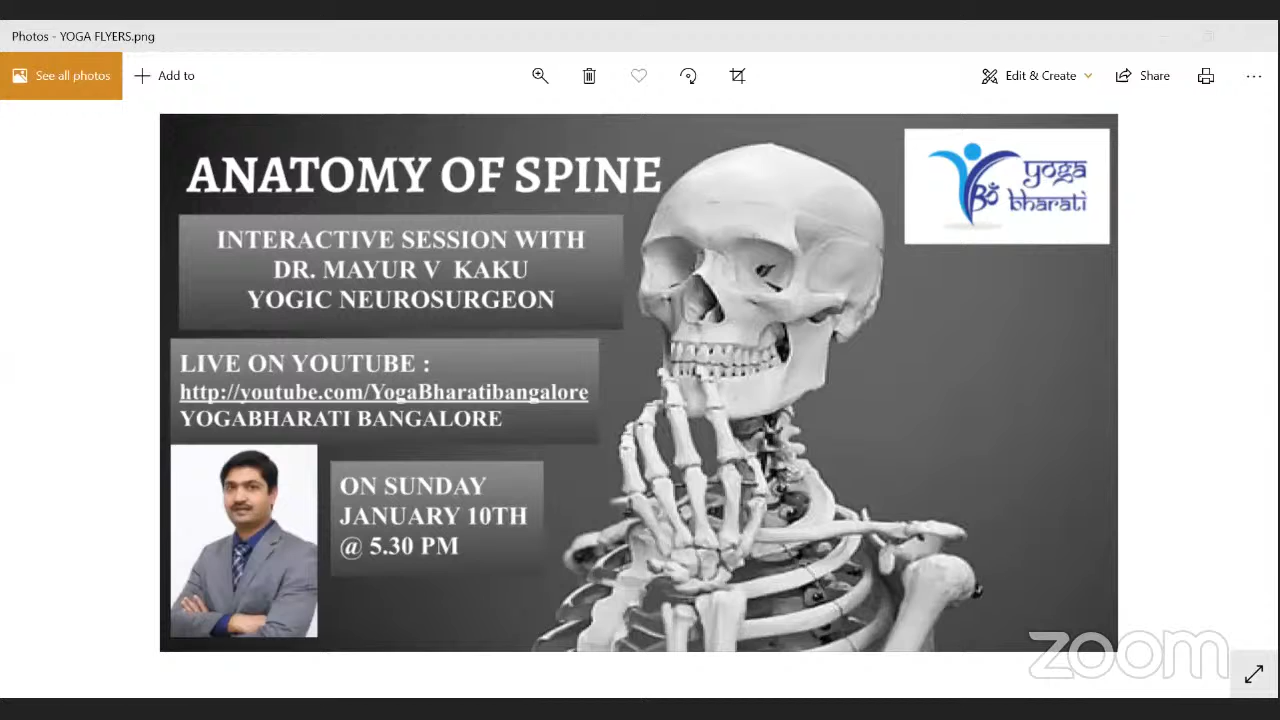 Photos - YOGA FLYERS.png
See all photos
Add to
Edit & Create
Share
ANATOMY OF SPINE
yoga
bharati
INTERACTIVE SESSION WITH
DR. MAYUR V KAKU
YOGIC NEUROSURGEON
LIVE ON YOUTUBE :
http://youtube.com/YogaBharatibangalore
YOGABHARATI BANGALORE
ON SUNDAY
JANUARY 10TH
@ 5.30 PM
zoom